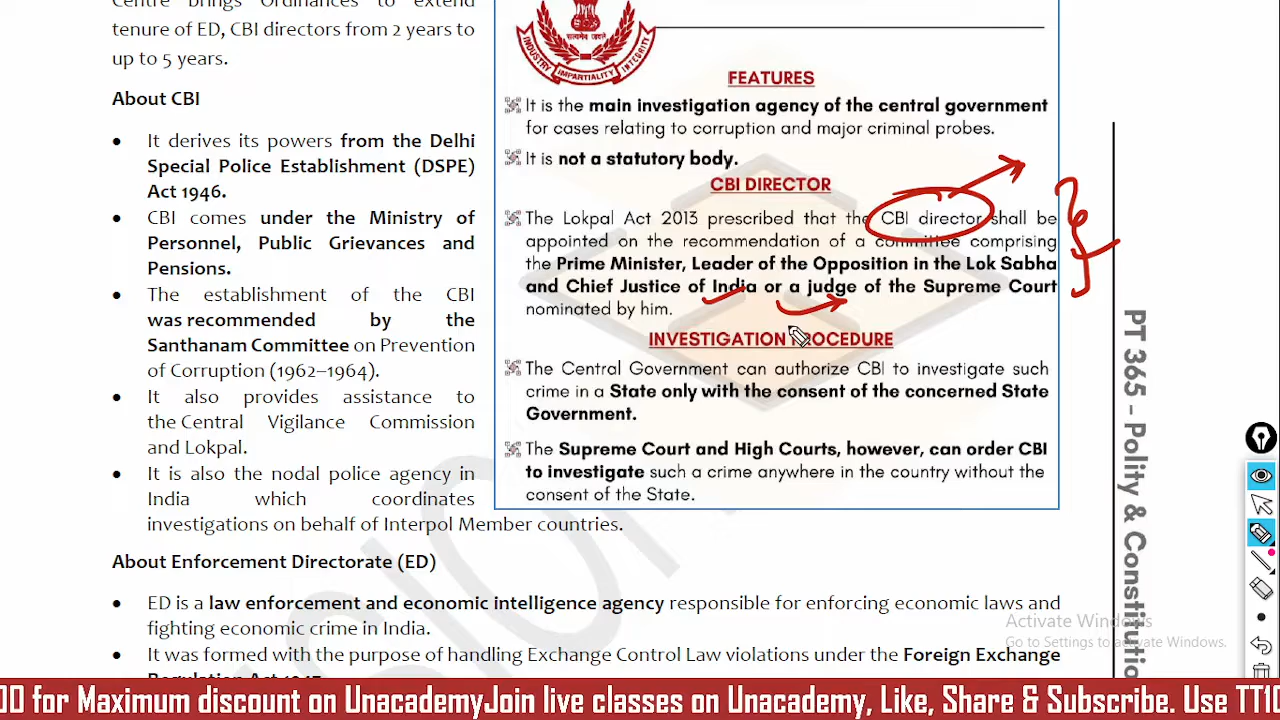 Centre brings Ordinances to extend
tenure of ED, CBI directors from 2 years to
up to 5 years.
About CBI
• It derives its powers from the Delhi
Special Police Establishment (DSPE)
Act 1946.
• CBI comes under the Ministry of
Personnel, Public Grievances and
Pensions.
• The establishment of the CBI
was recommended by the
Santhanam Committee on Prevention
of Corruption (1962–1964).
• It also provides assistance to
the Central Vigilance Commission
and Lokpal.
• It is also the nodal police agency in
India which coordinates
investigations on behalf of Interpol Member countries.
About Enforcement Directorate (ED)
• ED is a law enforcement and economic intelligence agency responsible for enforcing economic laws and
fighting economic crime in India.
• It was formed with the purpose of handling Exchange Control Law violations under the Foreign Exchange
Regulation Act 1947
सत्यमेव जयते
INDUSTRY IMPARTIALITY INTEGRITY
FEATURES
It is the main investigation agency of the central government
for cases relating to corruption and major criminal probes.
It is not a statutory body.
CBI DIRECTOR
The Lokpal Act 2013 prescribed that the CBI director shall be
appointed on the recommendation of a committee comprising
the Prime Minister, Leader of the Opposition in the Lok Sabha
and Chief Justice of India or a judge of the Supreme Court
nominated by him.
INVESTIGATION PROCEDURE
The Central Government can authorize CBI to investigate such
crime in a State only with the consent of the concerned State
Government.
The Supreme Court and High Courts, however, can order CBI
to investigate such a crime anywhere in the country without the
consent of the State.
PT 365 - Polity & Constitutio
VISION
Activate Windows
Go to Settings to activate Windows.
00 for Maximum discount on UnacademyJoin live classes on Unacademy, Like, Share & Subscribe. Use TT10